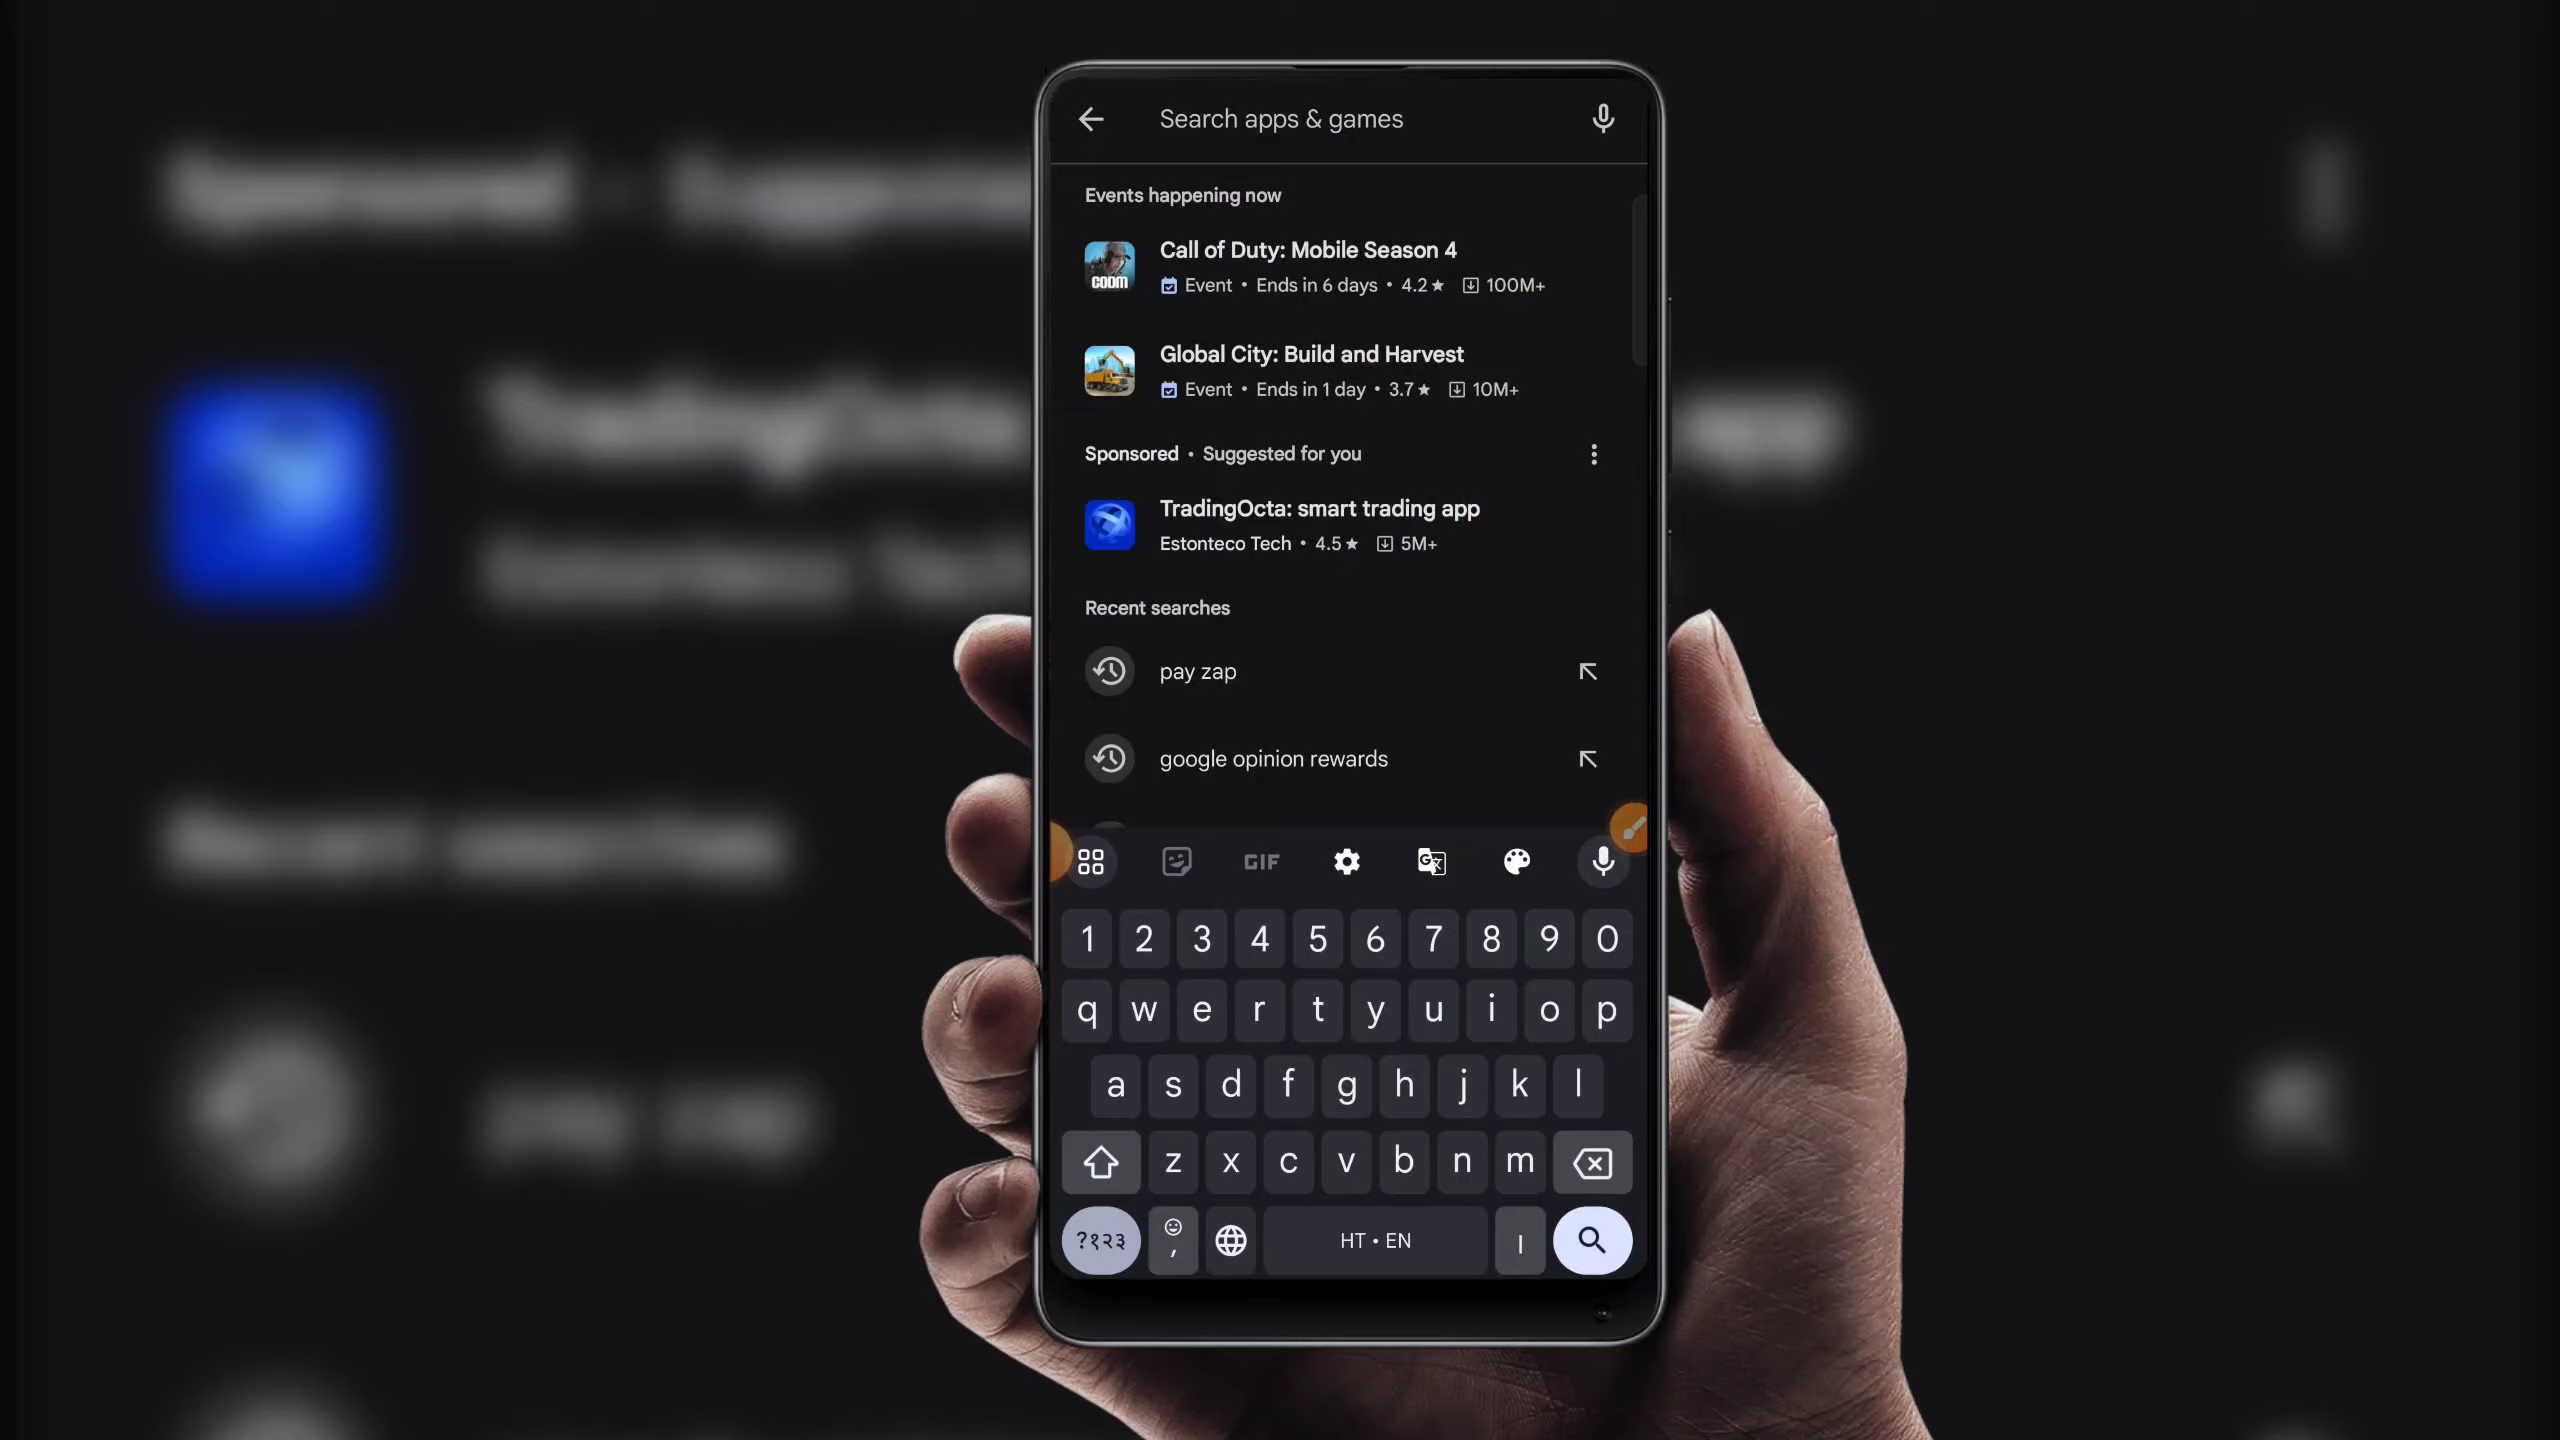 Search apps & games
Events happening now
Call of Duty: Mobile Season 4
CODM
Event • Ends in 6 days • 4.2★ 100M+
Global City: Build and Harvest
Event • Ends in 1 day • 3.7★ 10M+
Sponsored • Suggested for you
TradingOcta: smart trading app
Estonteco Tech • 4.5★ 5M+
Recent searches
pay zap
google opinion rewards
GIF
1 2 3 4 5 6 7 8 9 0
q w e r t y u i o p
a s d f g h j k l
z x c v b n m
?१२३ , HT • EN ।